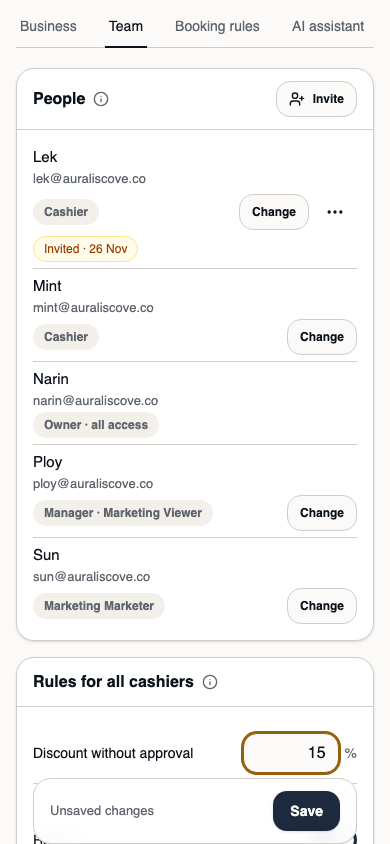 Business Team Booking rules AI assistant
People Invite
Lek
lek@auraliscove.co
Cashier Change
Invited · 26 Nov
Mint
mint@auraliscove.co
Cashier Change
Narin
narin@auraliscove.co
Owner · all access
Ploy
ploy@auraliscove.co
Manager · Marketing Viewer Change
Sun
sun@auraliscove.co
Marketing Marketer Change
Rules for all cashiers
Discount without approval 15 %
Unsaved changes Save